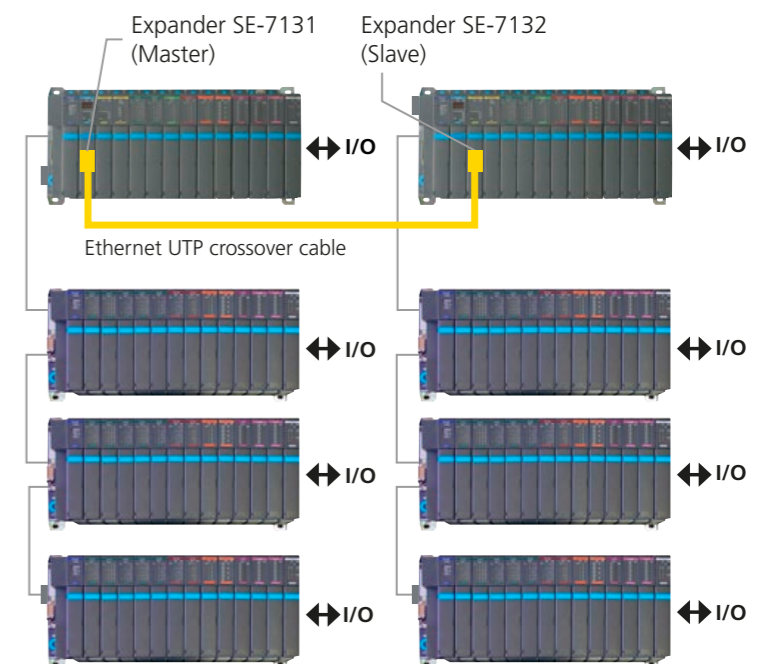 Expander SE-7131
(Master)
Expander SE-7132
(Slave)
I/O
I/O
Ethernet UTP crossover cable
I/O
I/O
I/O
I/O
I/O
I/O